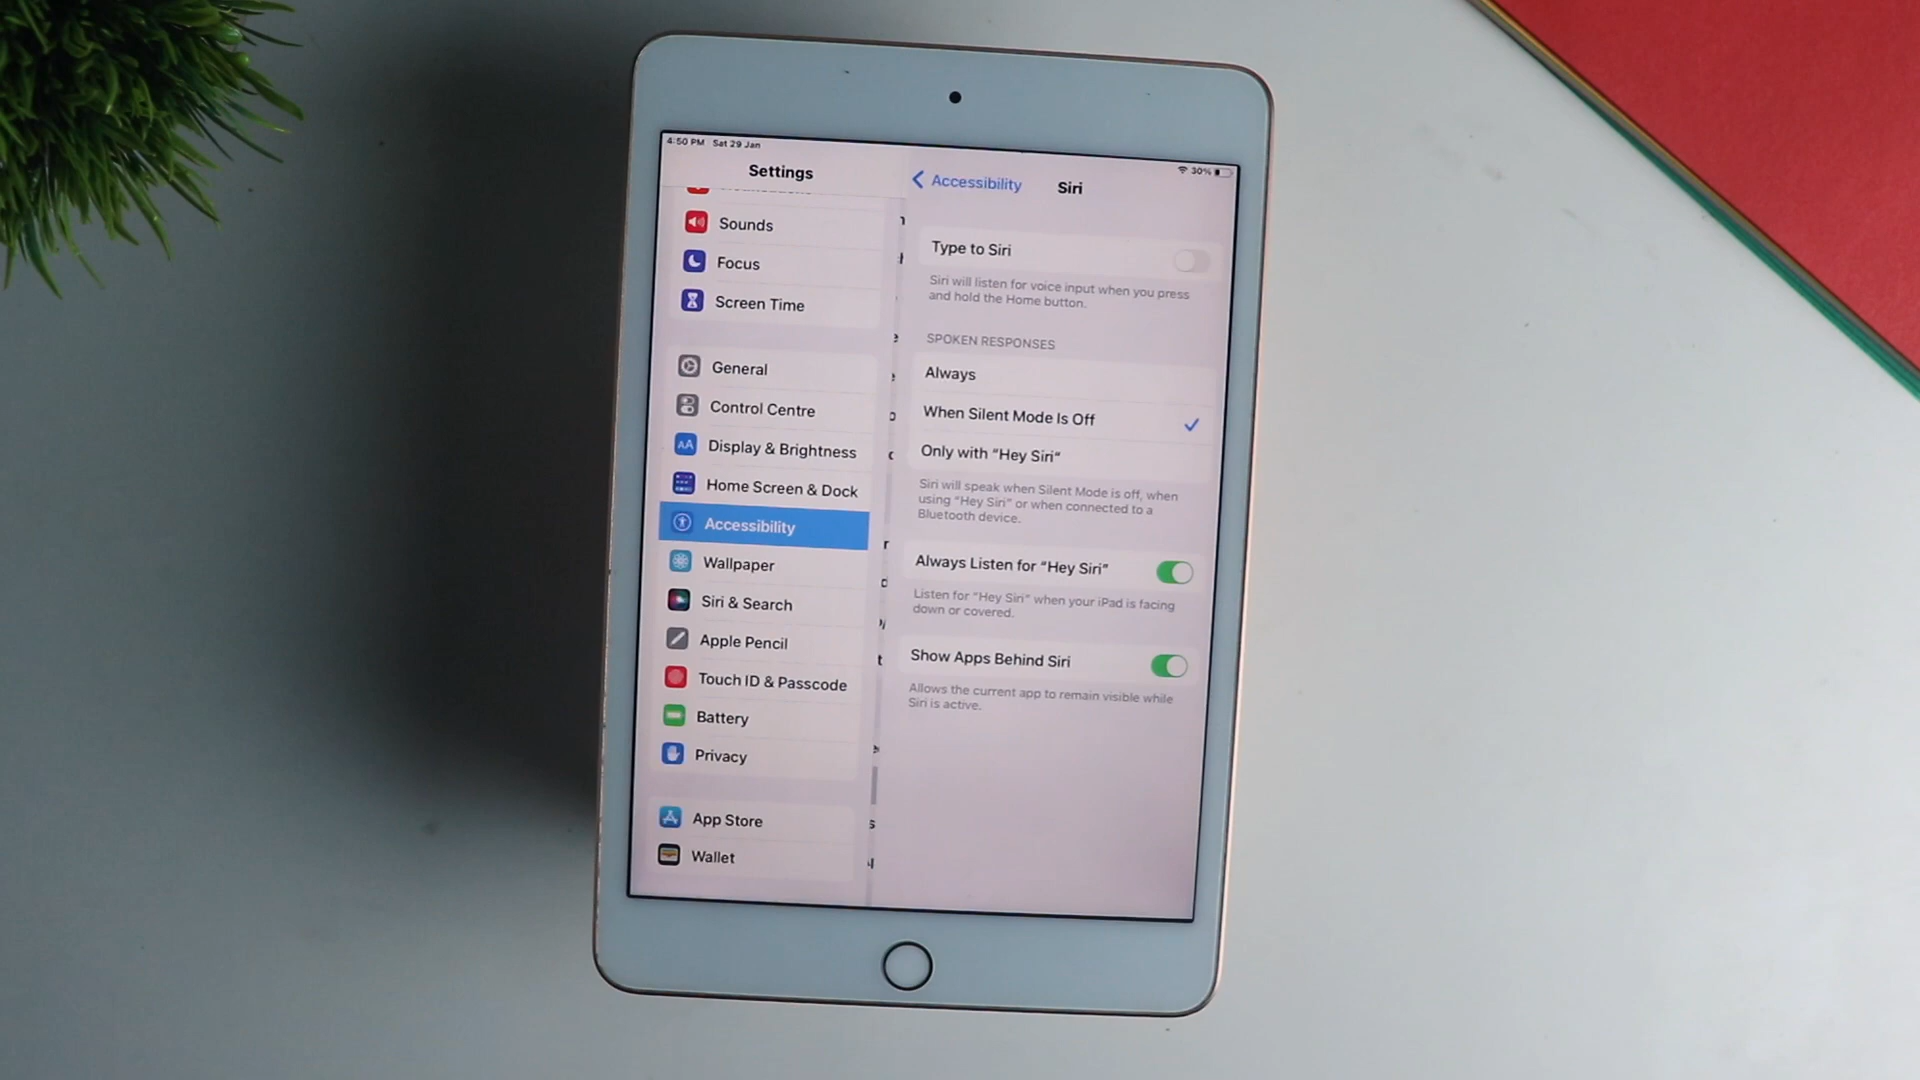 4:50 PM Sat 29 Jan
30%
Settings
Sounds
Focus
Screen Time
General
Control Centre
Display & Brightness
AA
Home Screen & Dock
Accessibility
Wallpaper
Siri & Search
Apple Pencil
Touch ID & Passcode
Battery
Privacy
App Store
Wallet
Accessibility
Siri
Type to Siri
Siri will listen for voice input when you press
and hold the Home button.
SPOKEN RESPONSES
Always
When Silent Mode Is Off
Only with “Hey Siri“
Siri will speak when Silent Mode is off, when
using “Hey Siri” or when connected to a
Bluetooth device.
Always Listen for “Hey Siri”
Listen for “Hey Siri” when your iPad is facing
down or covered.
Show Apps Behind Siri
Allows the current app to remain visible while
Siri is active.